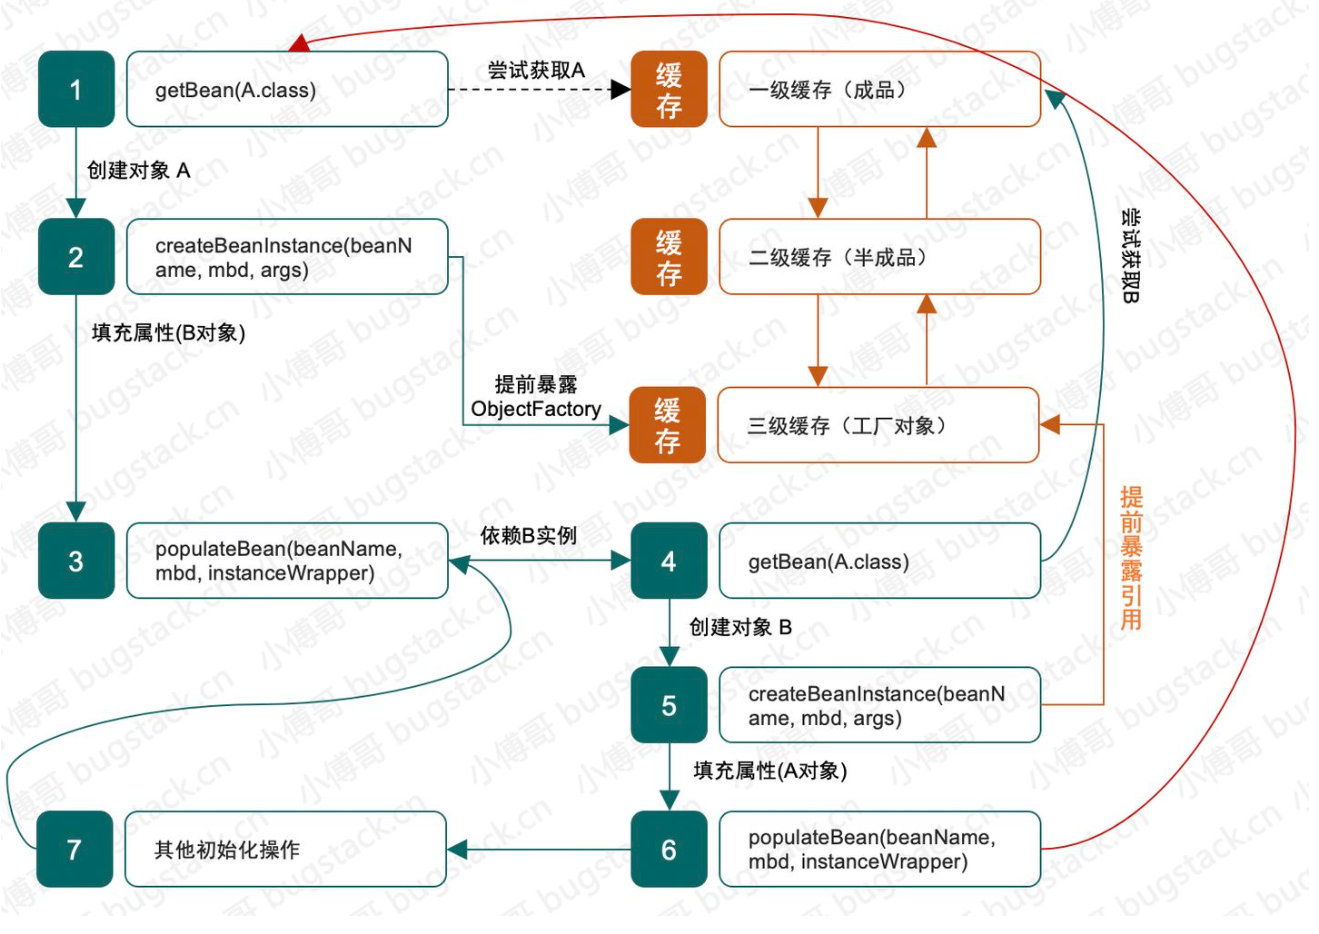 1
getBean(A.class)
尝试获取A
缓
存
一级缓存（成品）
创建对象 A
2
createBeanInstance(beanN
ame, mbd, args)
缓
存
二级缓存（半成品）
尝试获取B
填充属性(B对象)
提前暴露
ObjectFactory
缓
存
三级缓存（工厂对象）
提前暴露引用
3
populateBean(beanName,
mbd, instanceWrapper)
依赖B实例
4
getBean(A.class)
创建对象 B
5
createBeanInstance(beanN
ame, mbd, args)
填充属性(A对象)
7
其他初始化操作
6
populateBean(beanName,
mbd, instanceWrapper)
小傅哥 bugstack.cn